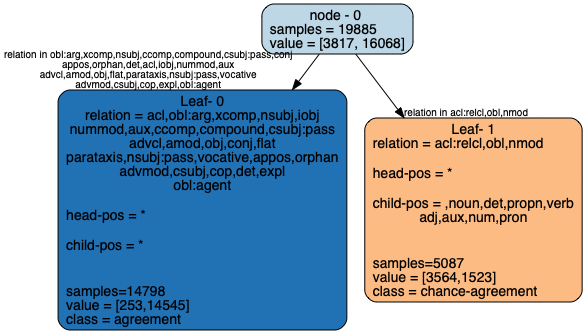 node - 0
samples = 19885
value = [3817, 16068]
relation in obl:arg,xcomp,nsubj,ccomp,compound,csubj:pass,conj
appos,orphan,det,acl,iobj,nummod,aux
advcl,amod,obj,flat,parataxis,nsubj:pass,vocative
advmod,csubj,cop,expl,obl:agent
relation in acl:relcl,obl,nmod
Leaf- 0
relation = acl,obl:arg,xcomp,nsubj,iobj
nummod,aux,ccomp,compound,csubj:pass
advcl,amod,obj,conj,flat
parataxis,nsubj:pass,vocative,appos,orphan
advmod,csubj,cop,det,expl
obl:agent
head-pos = *
child-pos = *
samples=14798
value = [253,14545]
class = agreement
Leaf- 1
relation = acl:relcl,obl,nmod
head-pos = *
child-pos = ,noun,det,propn,verb
adj,aux,num,pron
samples=5087
value = [3564,1523]
class = chance-agreement